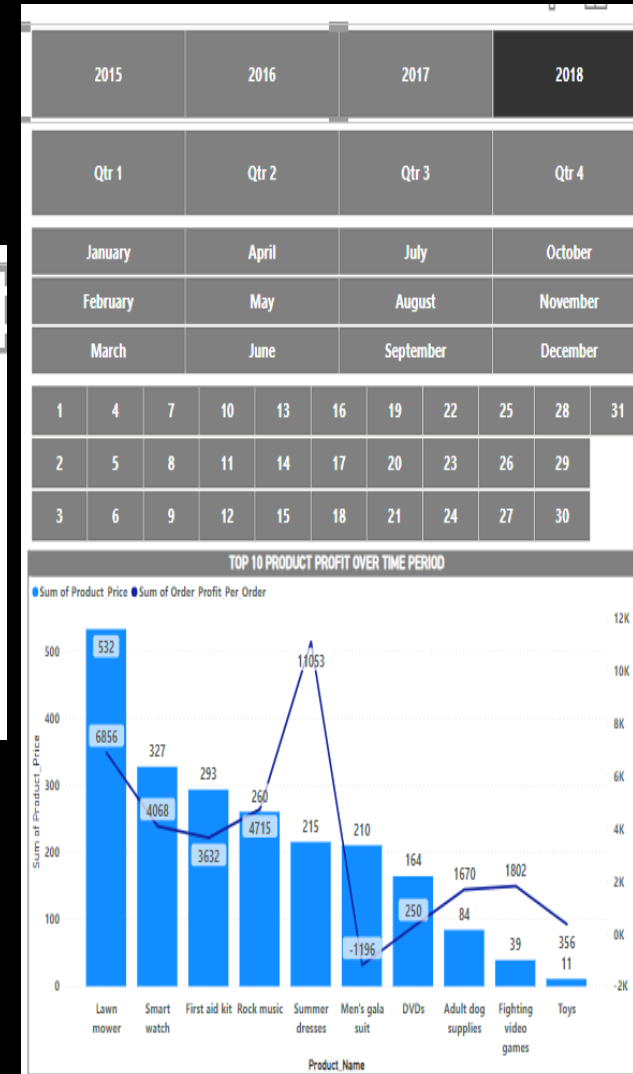 2015 2016 2017 2018
Qtr 1 Qtr 2 Qtr 3 Qtr 4
January April July October
February May August November
March June September December
1 4 7 10 13 16 19 22 25 28 31
2 5 8 11 14 17 20 23 26 29
3 6 9 12 15 18 21 24 27 30
TOP 10 PRODUCT PROFIT OVER TIME PERIOD
Sum of Product Price Sum of Order Profit Per Order
12K
500 532 11053
10K
400 8K
6856 327
293 260
300 6K
4068 4715 215 210
3632 4K
200 164 1670 1802
2K
100 250 84
-1196 39 356 0K
11
0 -2K
Sum of Product_Price
Lawn mower
Smart watch
First aid kit
Rock music
Summer dresses
Men's gala suit
DVDs
Adult dog supplies
Fighting video games
Toys
Product_Name